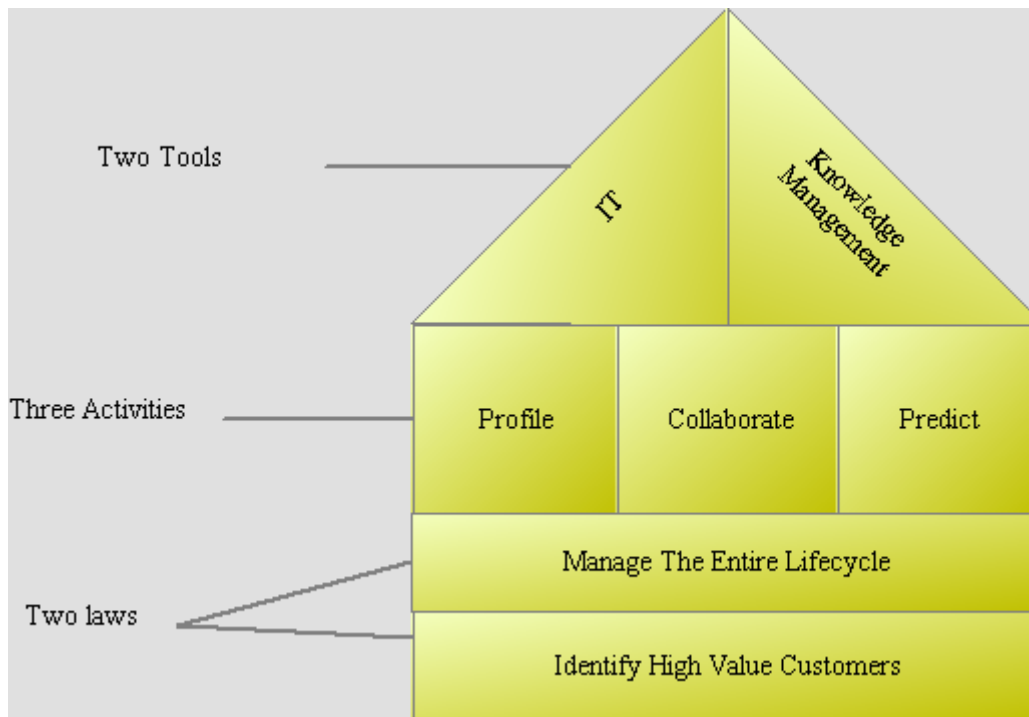 Two Tools
IT
Knowledge
Management
Three Activities
Profile
Collaborate
Predict
Manage The Entire Lifecycle
Two laws
Identify High Value Customers